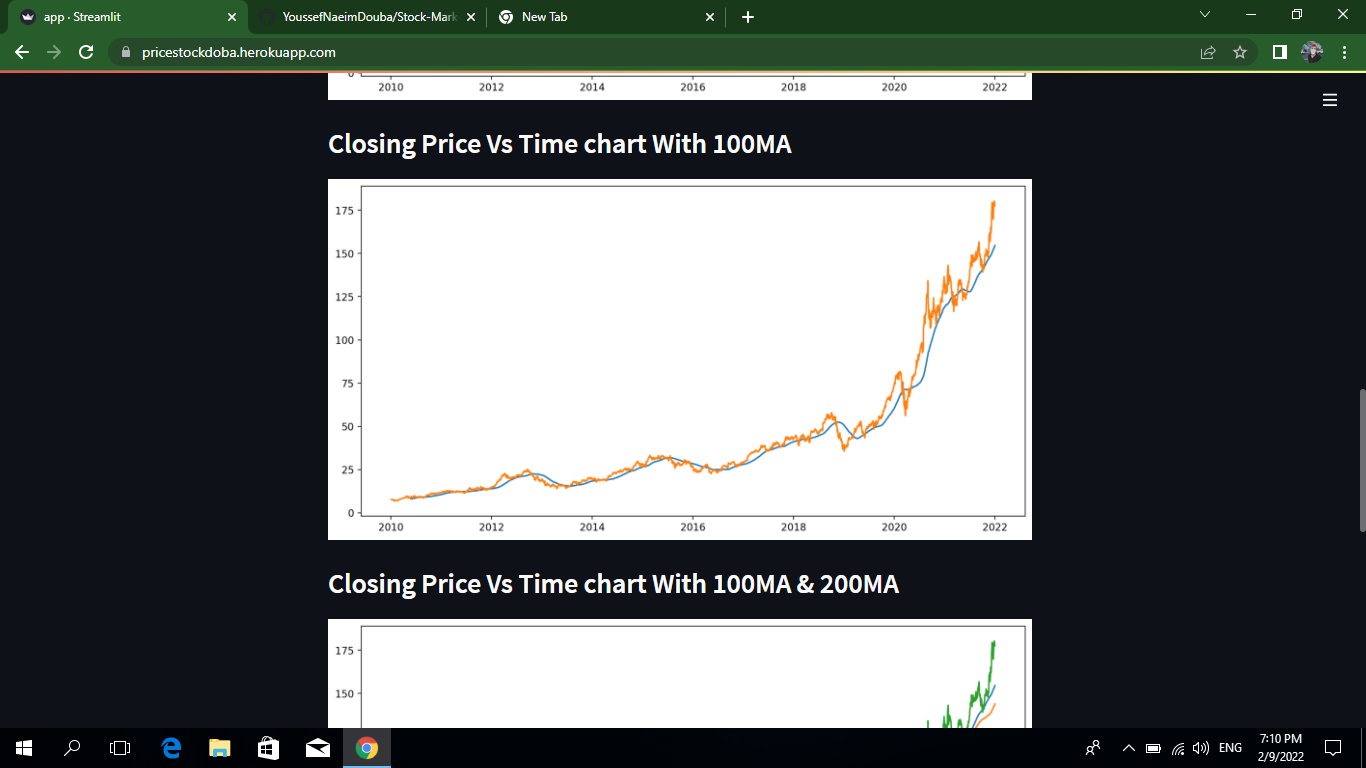 app · Streamlit
YoussefNaeimDouba/Stock-Mark
New Tab
pricestockdoba.herokuapp.com
0
2010 2012 2014 2016 2018 2020 2022
Closing Price Vs Time chart With 100MA
175
150
125
100
75
50
25
0
2010 2012 2014 2016 2018 2020 2022
Closing Price Vs Time chart With 100MA & 200MA
175
150
ENG
7:10 PM
2/9/2022